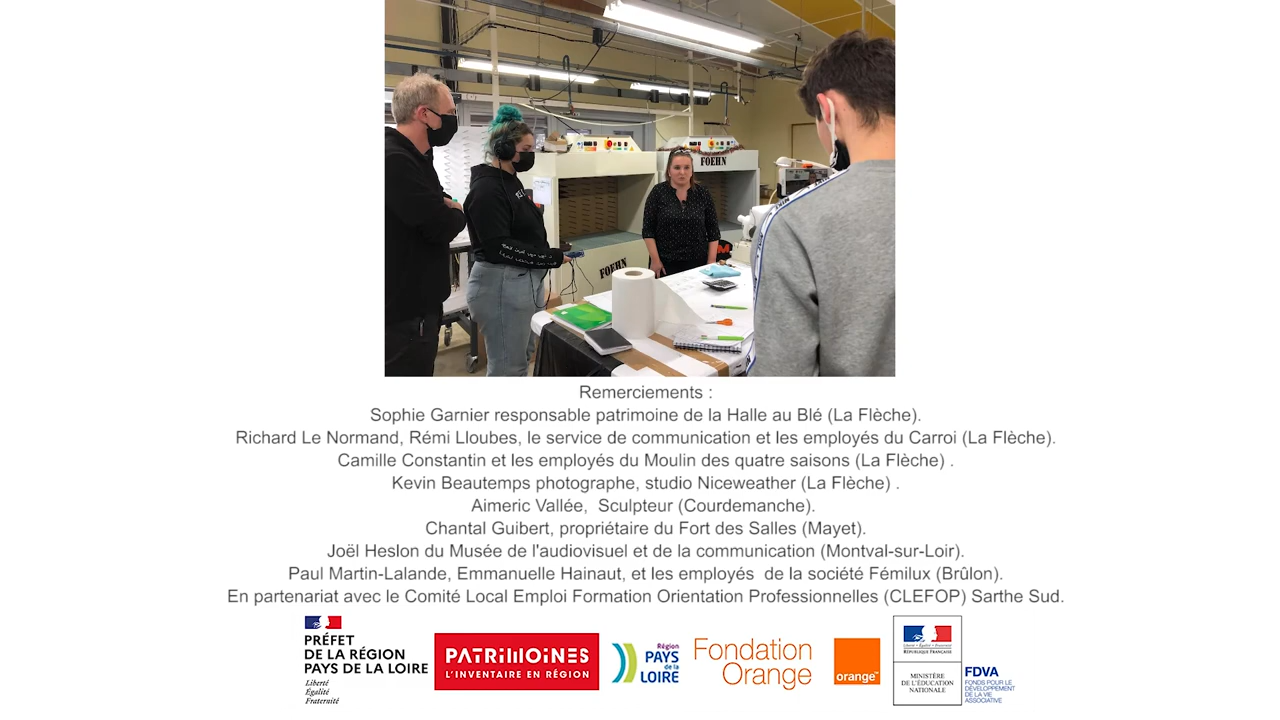 FOEHN
FOEHN
Remerciements :
Sophie Garnier responsable patrimoine de la Halle au Blé (La Flèche).
Richard Le Normand, Rémi Lloubes, le service de communication et les employés du Carroi (La Flèche).
Camille Constantin et les employés du Moulin des quatre saisons (La Flèche) .
Kevin Beautemps photographe, studio Niceweather (La Flèche) .
Aimeric Vallée,  Sculpteur (Courdemanche).
Chantal Guibert, propriétaire du Fort des Salles (Mayet).
Joël Heslon du Musée de l'audiovisuel et de la communication (Montval-sur-Loir).
Paul Martin-Lalande, Emmanuelle Hainaut, et les employés  de la société Fémilux (Brûlon).
En partenariat avec le Comité Local Emploi Formation Orientation Professionnelles (CLEFOP) Sarthe Sud.
PRÉFET
DE LA RÉGION
PAYS DE LA LOIRE
Liberté
Égalité
Fraternité
PATRIMOINES
L'INVENTAIRE EN RÉGION
Région
PAYS
de la
LOIRE
Fondation
Orange
orange™
Liberté • Égalité • Fraternité
RÉPUBLIQUE FRANÇAISE
MINISTÈRE
DE L'ÉDUCATION
NATIONALE
FDVA
FONDS POUR LE
DÉVELOPPEMENT
DE LA VIE
ASSOCIATIVE